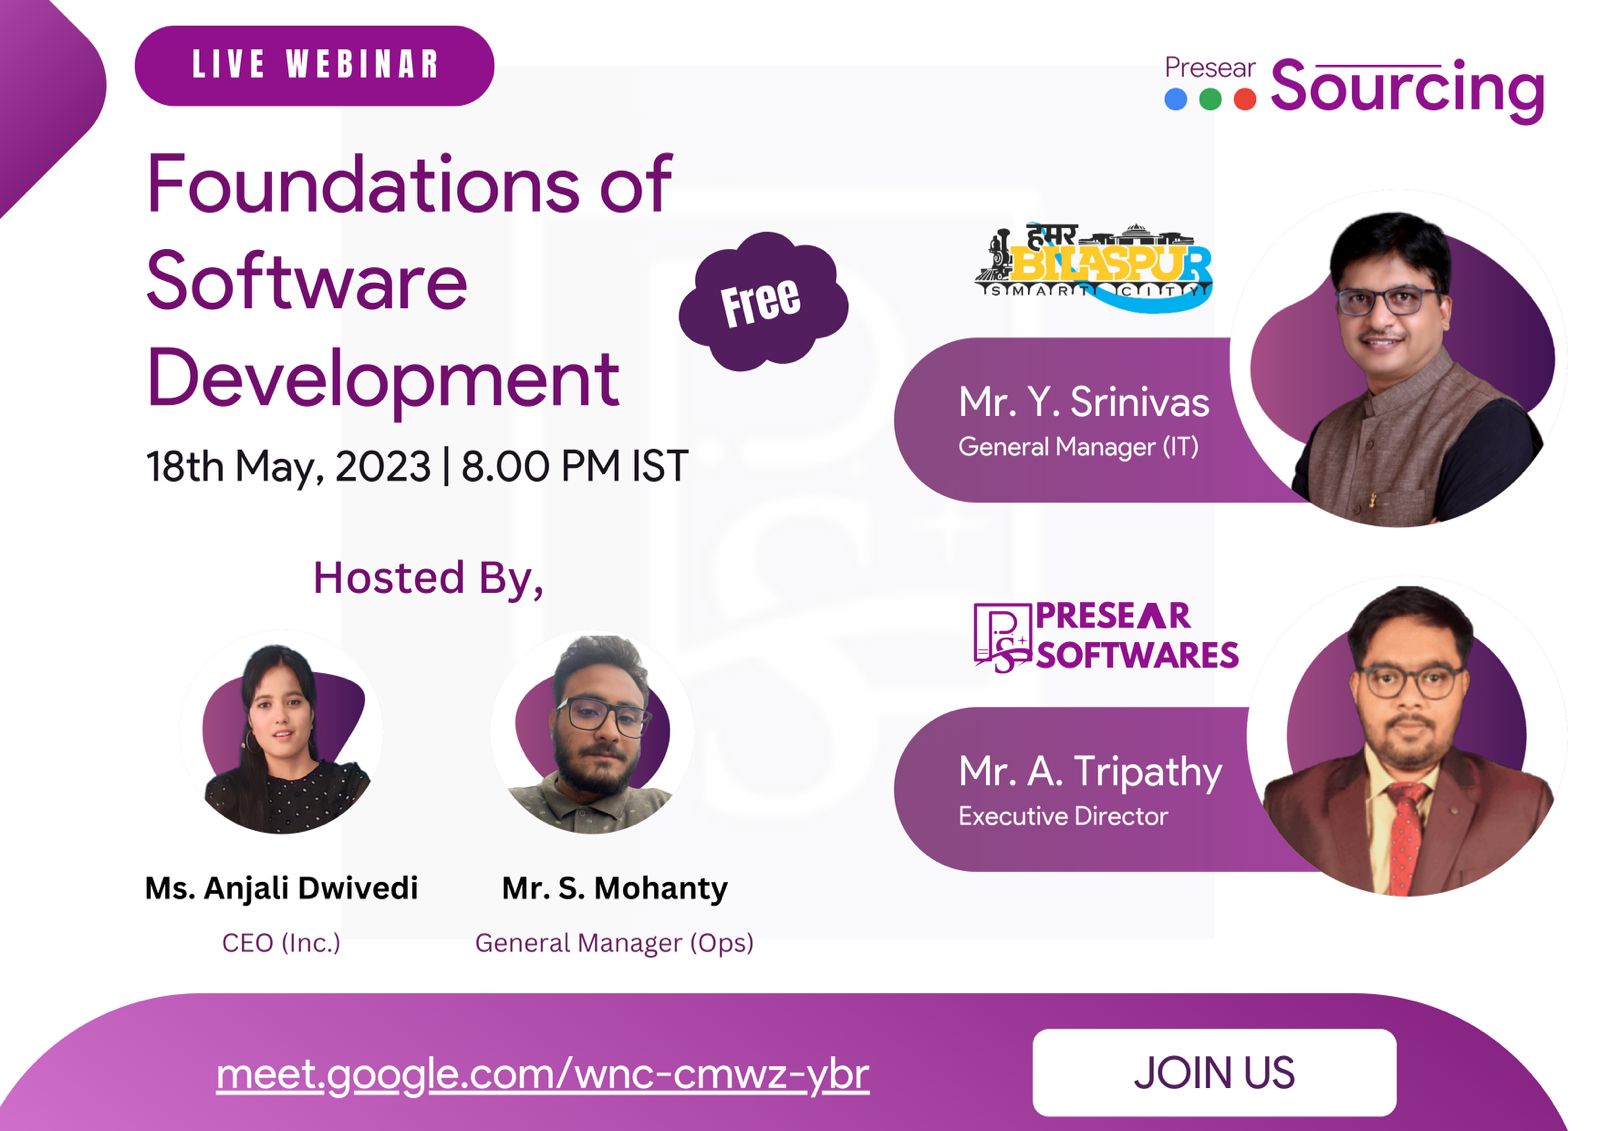 LIVE WEBINAR
Presear
Sourcing
Foundations of
Software
Development
Free
18th May, 2023 | 8.00 PM IST
हमर
BILASPUR
SMART CITY
Mr. Y. Srinivas
General Manager (IT)
Hosted By,
PRESEAR
SOFTWARES
Mr. A. Tripathy
Executive Director
Ms. Anjali Dwivedi
CEO (Inc.)
Mr. S. Mohanty
General Manager (Ops)
meet.google.com/wnc-cmwz-ybr
JOIN US